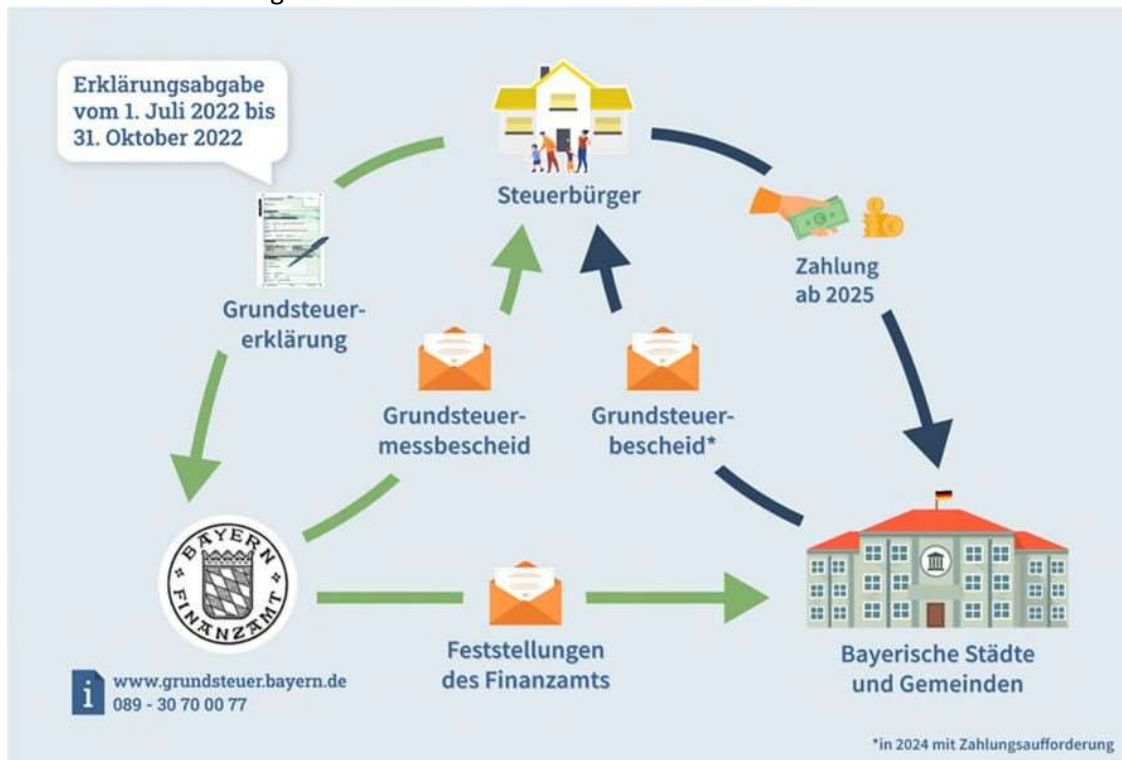 Erklärungsabgabe
vom 1. Juli 2022 bis
31. Oktober 2022
Steuerbürger
Grundsteuer-
erklärung
Zahlung
ab 2025
Grundsteuer-
messbescheid
Grundsteuer-
bescheid*
BAYERN
FINANZAMT
Feststellungen
des Finanzamts
Bayerische Städte
und Gemeinden
i
www.grundsteuer.bayern.de
089 - 30 70 00 77
*in 2024 mit Zahlungsaufforderung